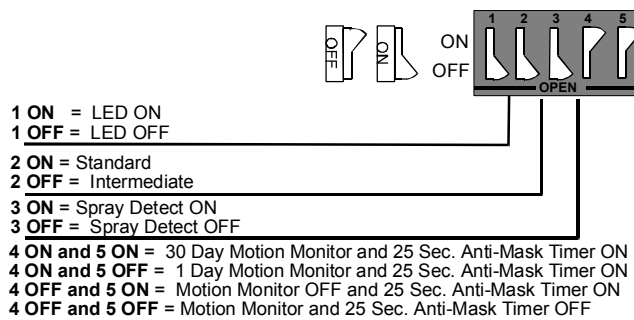 1 2 3 4 5
ON
OFF
OFF
ON
OPEN
1 ON = LED ON
1 OFF = LED OFF
2 ON = Standard
2 OFF = Intermediate
3 ON = Spray Detect ON
3 OFF = Spray Detect OFF
4 ON and 5 ON = 30 Day Motion Monitor and 25 Sec. Anti-Mask Timer ON
4 ON and 5 OFF = 1 Day Motion Monitor and 25 Sec. Anti-Mask Timer ON
4 OFF and 5 ON = Motion Monitor OFF and 25 Sec. Anti-Mask Timer ON
4 OFF and 5 OFF = Motion Monitor and 25 Sec. Anti-Mask Timer OFF